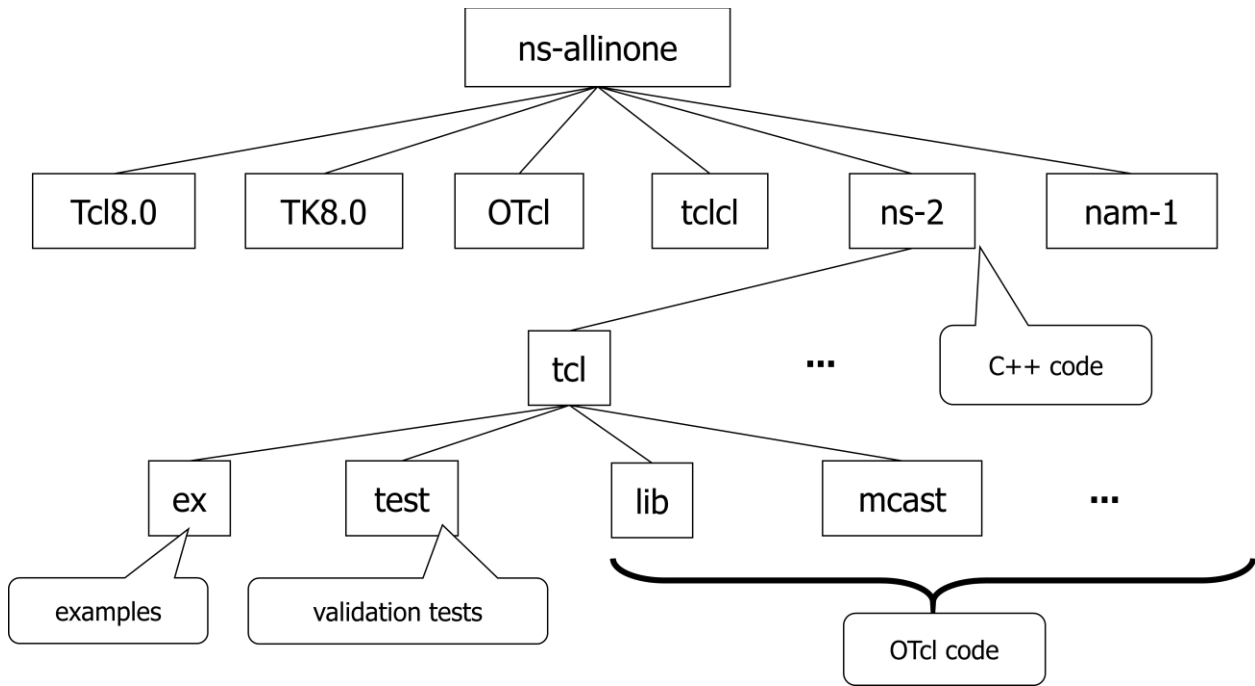 ns-allinone
Tcl8.0
TK8.0
OTcl
tclcl
ns-2
nam-1
tcl
...
C++ code
ex
test
lib
mcast
...
examples
validation tests
OTcl code